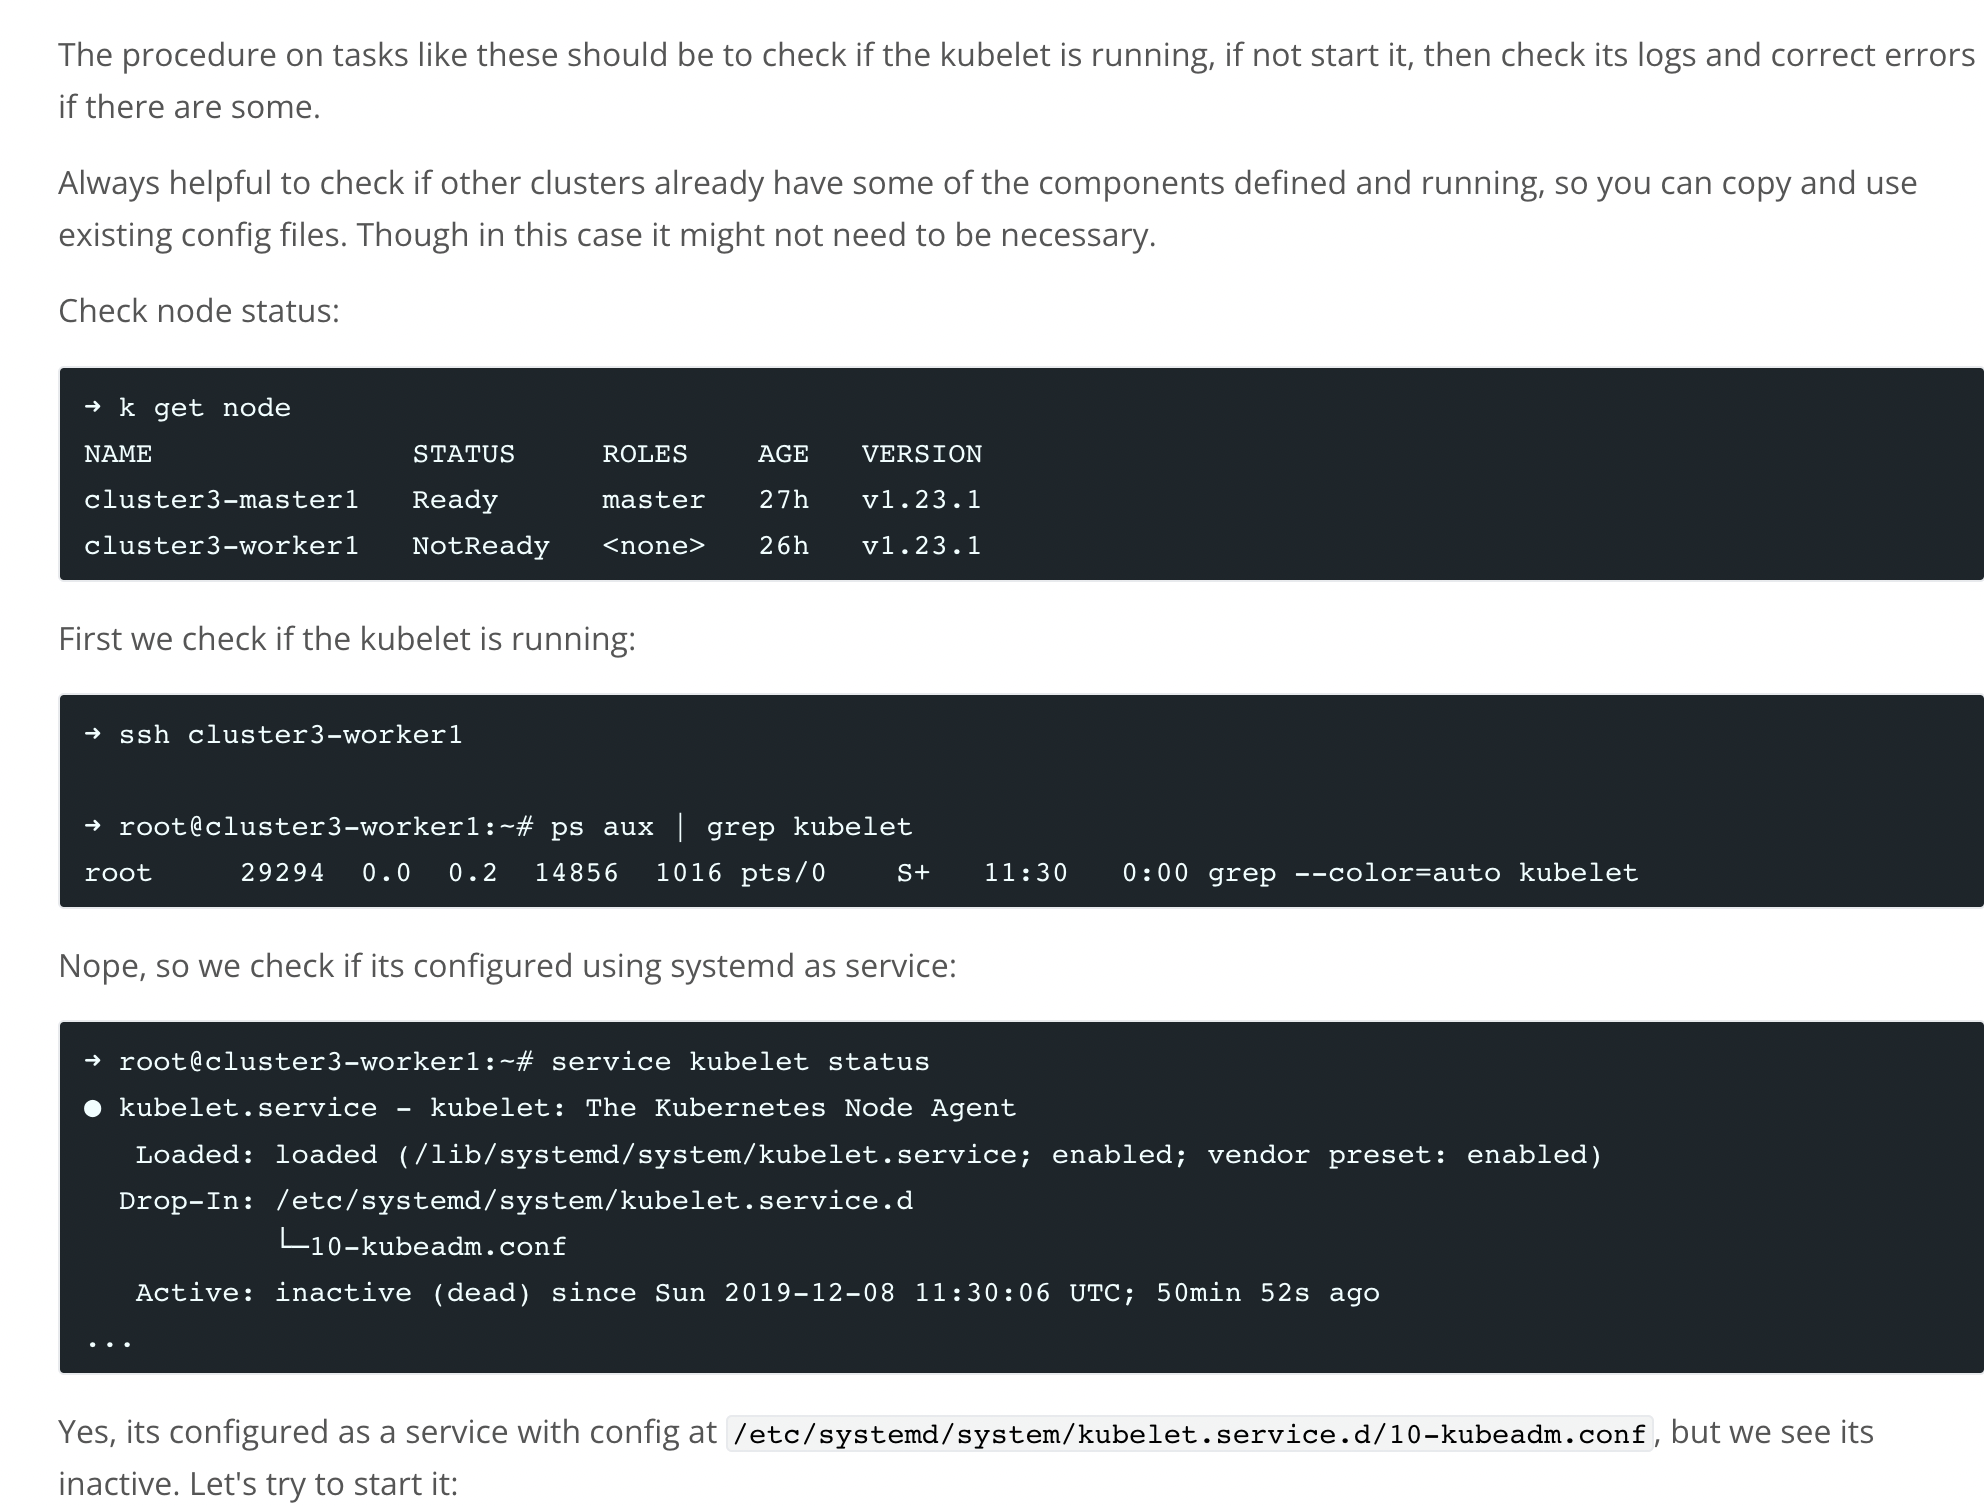 The procedure on tasks like these should be to check if the kubelet is running, if not start it, then check its logs and correct errors
if there are some.
Always helpful to check if other clusters already have some of the components defined and running, so you can copy and use
existing config files. Though in this case it might not need to be necessary.
Check node status:
➜ k get node
NAME               STATUS     ROLES    AGE   VERSION
cluster3-master1   Ready      master   27h   v1.23.1
cluster3-worker1   NotReady   <none>   26h   v1.23.1
First we check if the kubelet is running:
➜ ssh cluster3-worker1
➜ root@cluster3-worker1:~# ps aux | grep kubelet
root     29294  0.0  0.2  14856  1016 pts/0    S+   11:30   0:00 grep --color=auto kubelet
Nope, so we check if its configured using systemd as service:
➜ root@cluster3-worker1:~# service kubelet status
● kubelet.service - kubelet: The Kubernetes Node Agent
   Loaded: loaded (/lib/systemd/system/kubelet.service; enabled; vendor preset: enabled)
  Drop-In: /etc/systemd/system/kubelet.service.d
           └─10-kubeadm.conf
   Active: inactive (dead) since Sun 2019-12-08 11:30:06 UTC; 50min 52s ago
...
Yes, its configured as a service with config at /etc/systemd/system/kubelet.service.d/10-kubeadm.conf, but we see its
inactive. Let's try to start it: